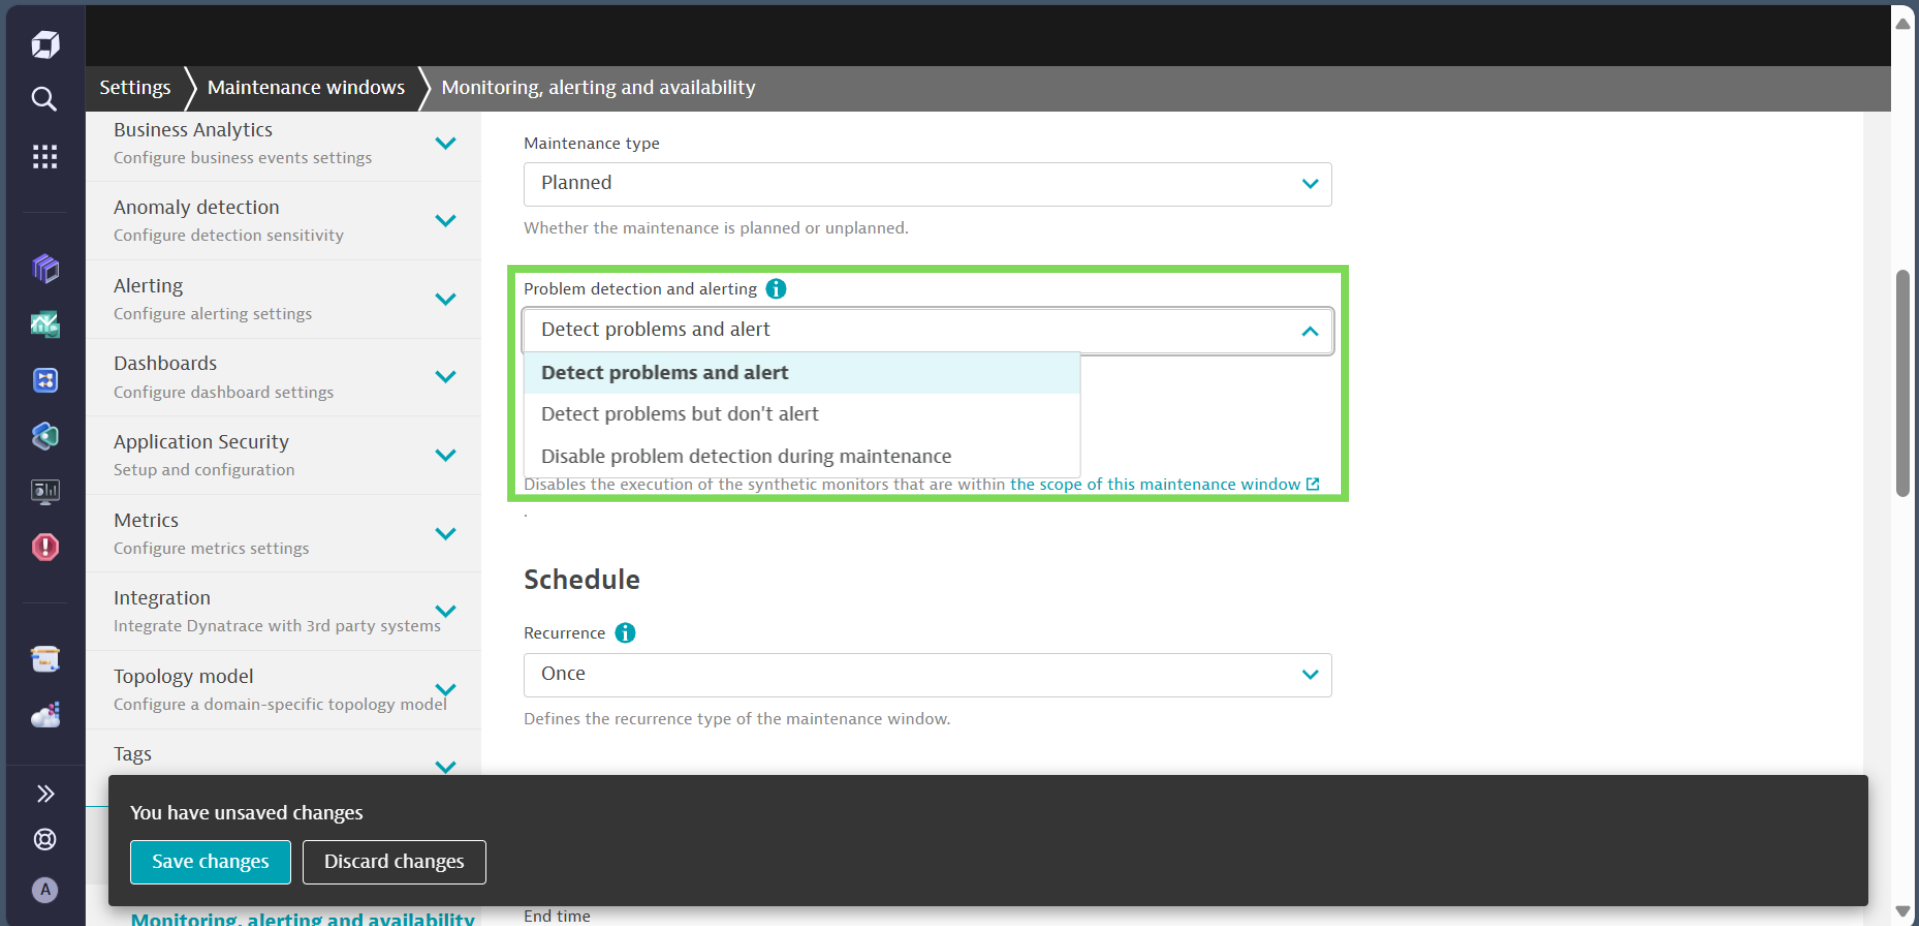 Settings
Maintenance windows
Monitoring, alerting and availability
Business Analytics
Configure business events settings
Anomaly detection
Configure detection sensitivity
Alerting
Configure alerting settings
Dashboards
Configure dashboard settings
Application Security
Setup and configuration
Metrics
Configure metrics settings
Integration
Integrate Dynatrace with 3rd party systems
Topology model
Configure a domain-specific topology model
Tags
Monitoring, alerting and availability
A
Maintenance type
Planned
Whether the maintenance is planned or unplanned.
Problem detection and alerting
Detect problems and alert
Detect problems and alert
Detect problems but don't alert
Disable problem detection during maintenance
Disables the execution of the synthetic monitors that are within the scope of this maintenance window
.
Schedule
Recurrence
Once
Defines the recurrence type of the maintenance window.
You have unsaved changes
Save changes
Discard changes
End time